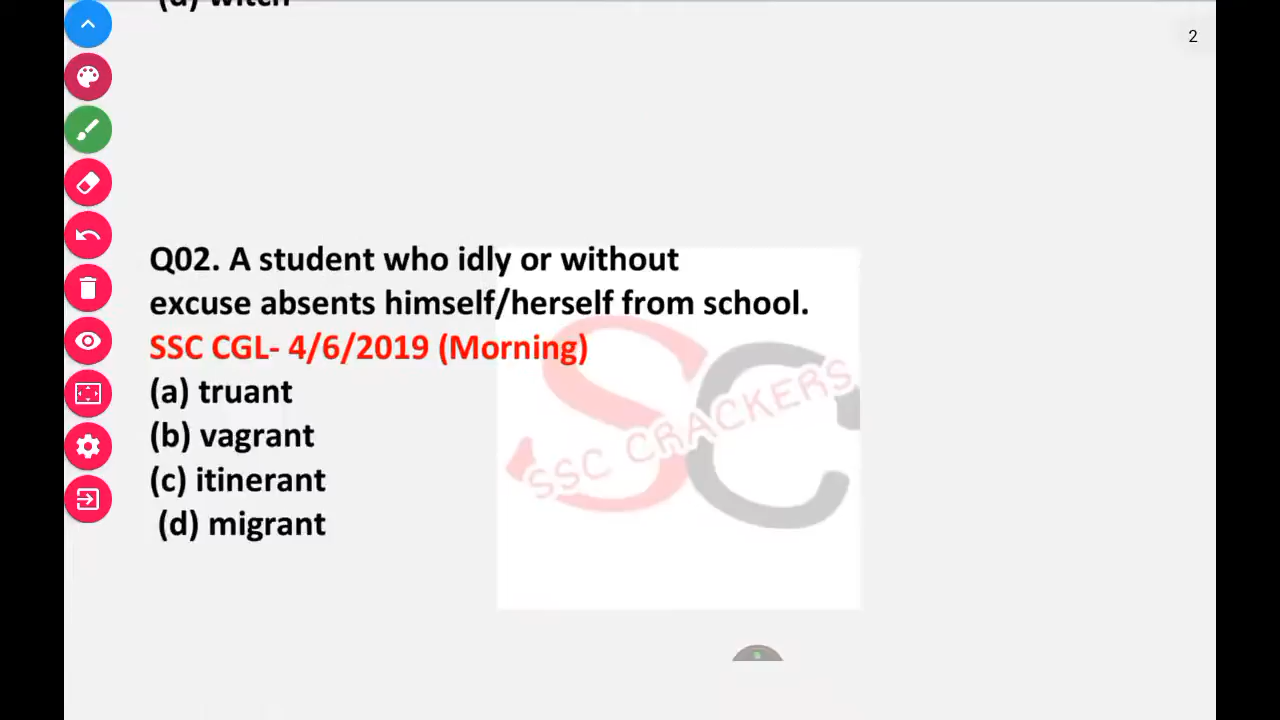 (d) witch
2
Q02. A student who idly or without
excuse absents himself/herself from school.
SSC CGL- 4/6/2019 (Morning)
(a) truant
(b) vagrant
(c) itinerant
(d) migrant
SSC CRACKERS